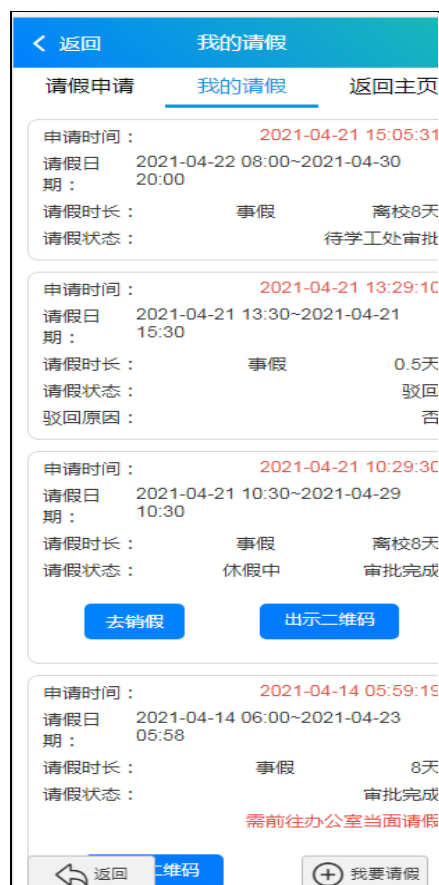 返回 我的请假
请假申请 我的请假 返回主页
申请时间： 2021-04-21 15:05:31
请假日 2021-04-22 08:00~2021-04-30
期： 20:00
请假时长： 事假 离校8天
请假状态： 待学工处审批
申请时间： 2021-04-21 13:29:10
请假日 2021-04-21 13:30~2021-04-21
期： 15:30
请假时长： 事假 0.5天
请假状态： 驳回
驳回原因： 否
申请时间： 2021-04-21 10:29:30
请假日 2021-04-21 10:30~2021-04-29
期： 10:30
请假时长： 事假 离校8天
请假状态： 休假中 审批完成
去销假 出示二维码
申请时间： 2021-04-14 05:59:19
请假日 2021-04-14 06:00~2021-04-23
期： 05:58
请假时长： 事假 8天
请假状态： 审批完成
需前往办公室当面请假
返回 二维码 我要请假